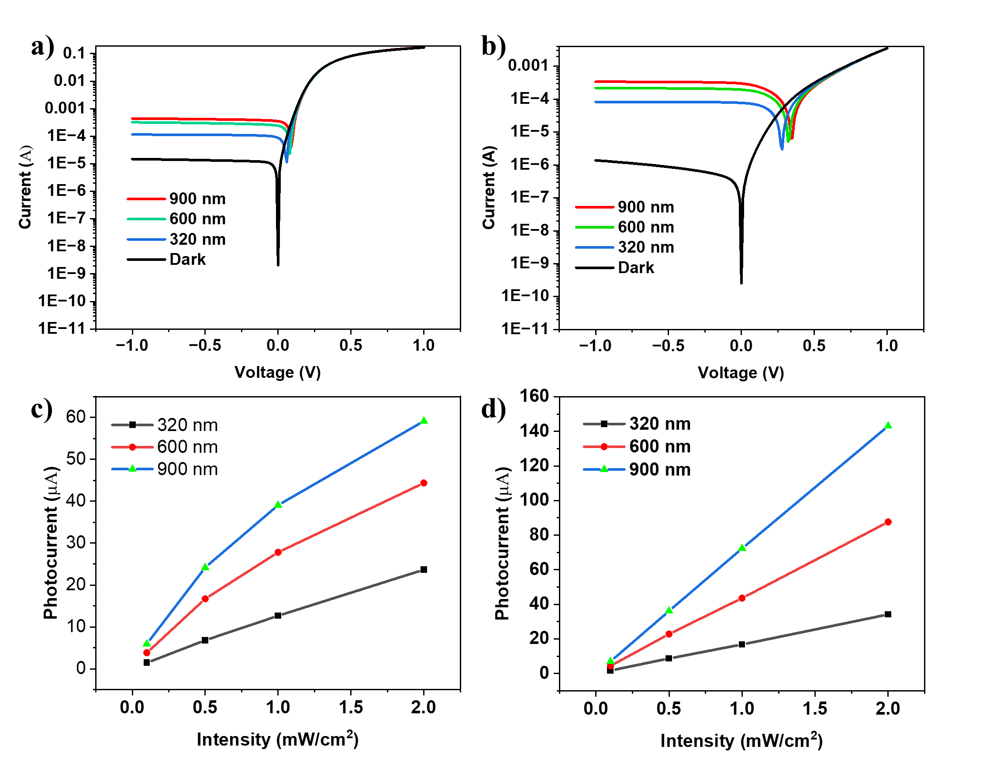 a)
0.1
0.01
0.001
1E−4
1E−5
1E−6
1E−7
1E−8
1E−9
1E−10
1E−11
Current (A)
900 nm
600 nm
320 nm
Dark
−1.0 −0.5 0.0 0.5 1.0
Voltage (V)
b)
0.001
1E−4
1E−5
1E−6
1E−7
1E−8
1E−9
1E−10
1E−11
Current (A)
900 nm
600 nm
320 nm
Dark
−1.0 −0.5 0.0 0.5 1.0
Voltage (V)
c)
60
50
40
30
20
10
0
Photocurrent (μA)
320 nm
600 nm
900 nm
0.0 0.5 1.0 1.5 2.0
Intensity (mW/cm²)
d)
160
140
120
100
80
60
40
20
0
Photocurrent (μA)
320 nm
600 nm
900 nm
0.0 0.5 1.0 1.5 2.0
Intensity (mW/cm²)